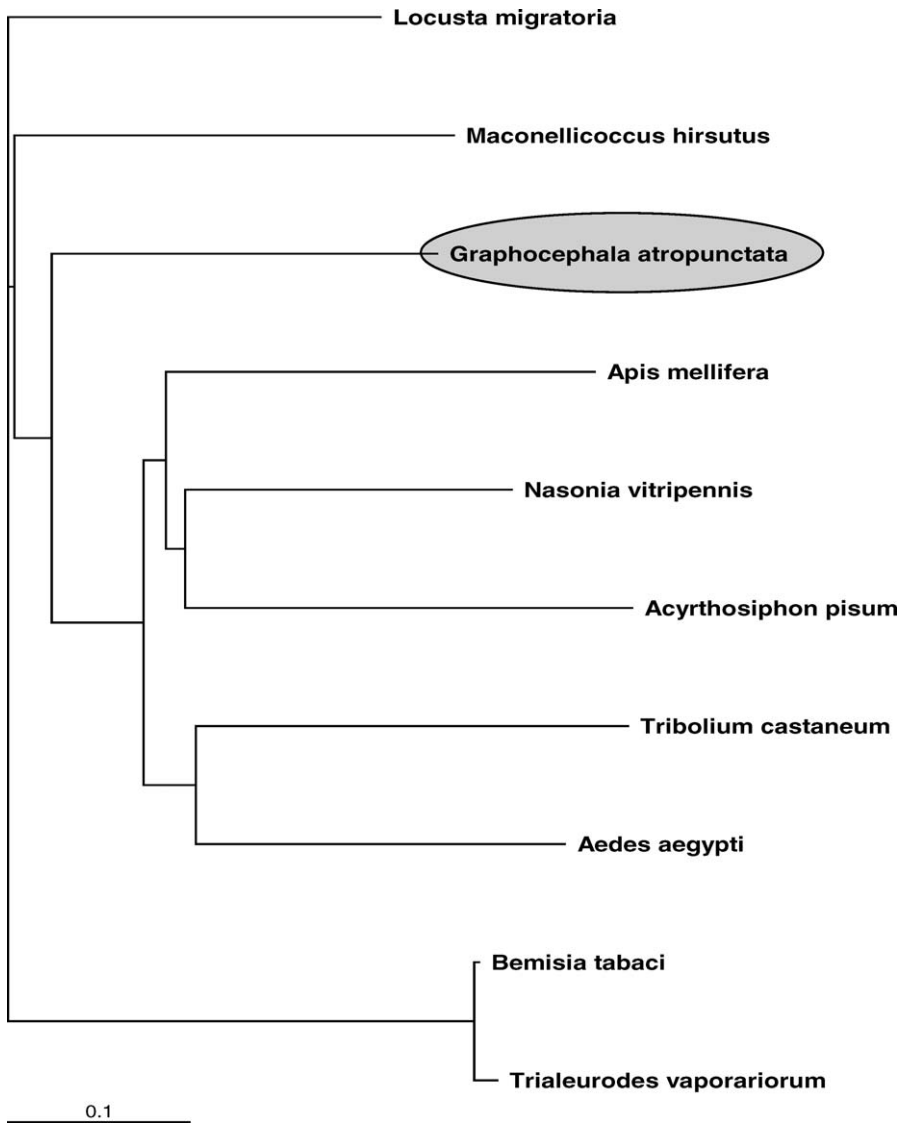 Locusta migratoria
Maconellicoccus hirsutus
Graphocephala atropunctata
Apis mellifera
Nasonia vitripennis
Acyrthosiphon pisum
Tribolium castaneum
Aedes aegypti
Bemisia tabaci
Trialeurodes vaporariorum
0.1